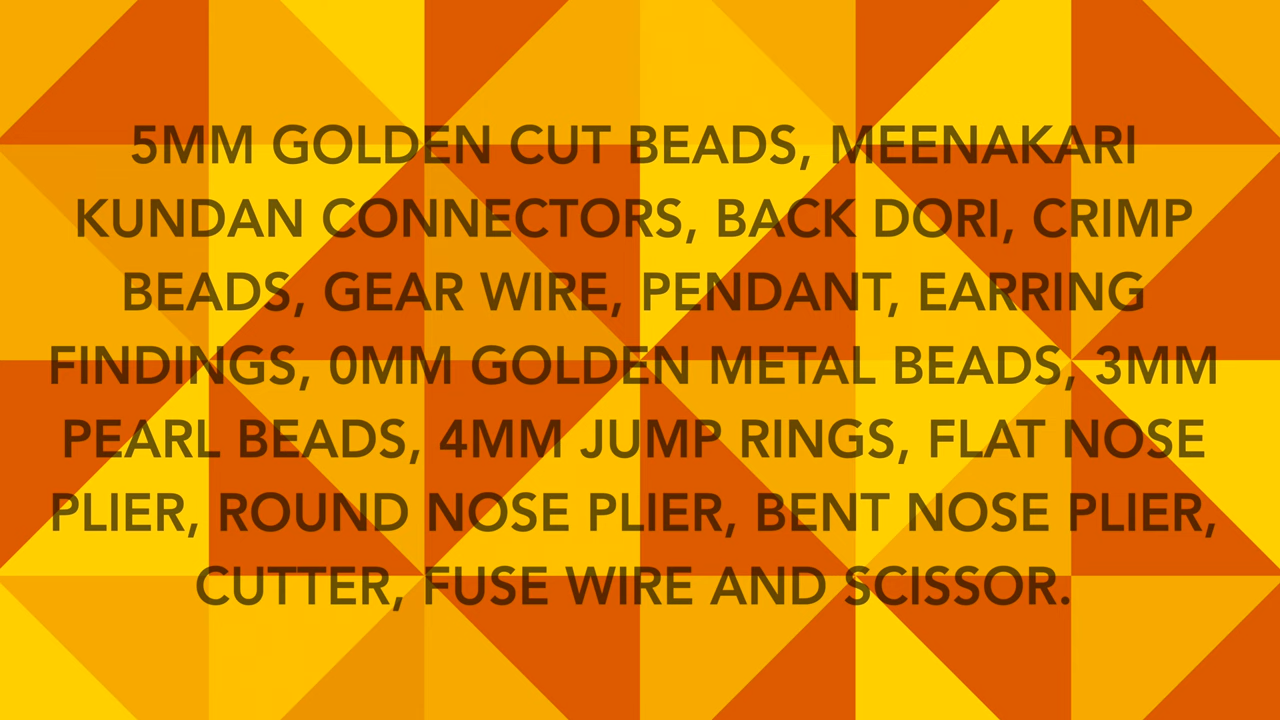 5MM GOLDEN CUT BEADS, MEENAKARI
KUNDAN CONNECTORS, BACK DORI, CRIMP
BEADS, GEAR WIRE, PENDANT, EARRING
FINDINGS, 0MM GOLDEN METAL BEADS, 3MM
PEARL BEADS, 4MM JUMP RINGS, FLAT NOSE
PLIER, ROUND NOSE PLIER, BENT NOSE PLIER,
CUTTER, FUSE WIRE AND SCISSOR.